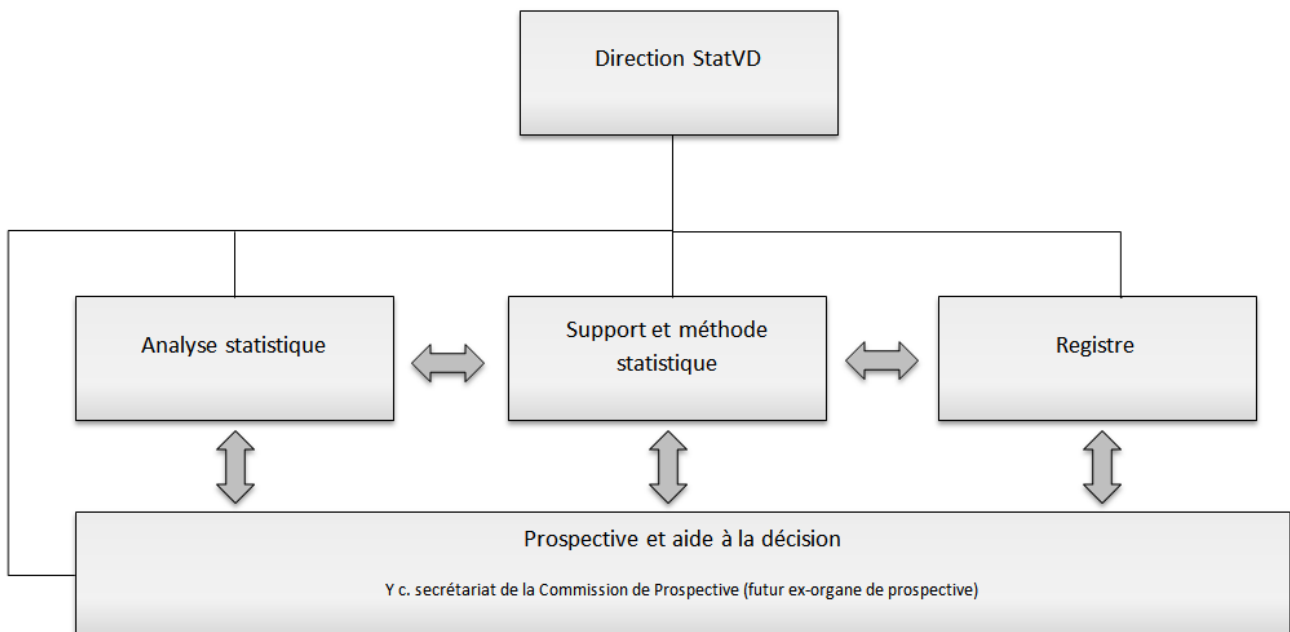 Direction StatVD
Analyse statistique
Support et méthode
statistique
Registre
Prospective et aide à la décision
Y c. secrétariat de la Commission de Prospective (futur ex-organe de prospective)